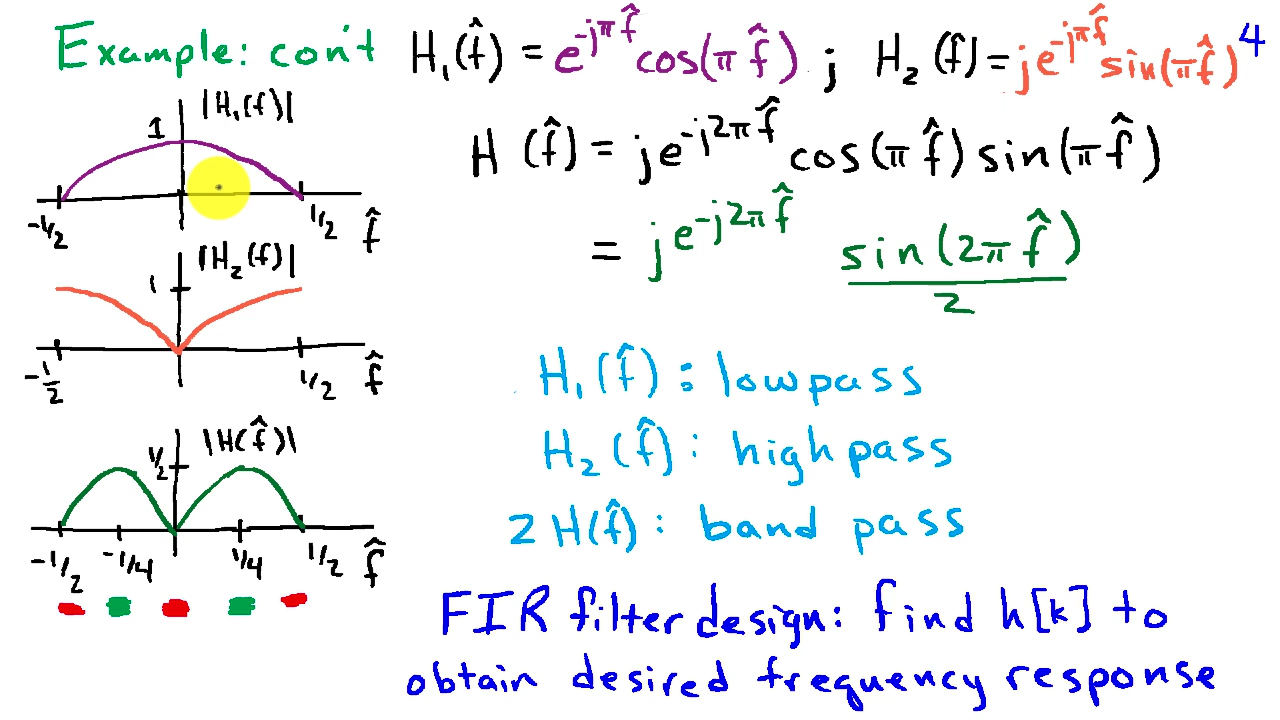 Example: con't H₁(f̂) = e^{-jπf̂} cos(πf̂) ; H₂(f̂) = je^{-jπf̂} sin(πf̂) 4
|H₁(f)|
1
-1/2 1/2 f̂
H(f̂) = je^{-j2πf̂} cos(πf̂) sin(πf̂)
= je^{-j2πf̂} sin(2πf̂)/2
|H₂(f)|
1
-1/2 1/2 f̂
H₁(f̂) : lowpass
H₂(f̂) : highpass
2H(f̂) : band pass
|H(f̂)|
1/2
-1/2 -1/4 1/4 1/2 f̂
FIR filter design: find h[k] to
obtain desired frequency response